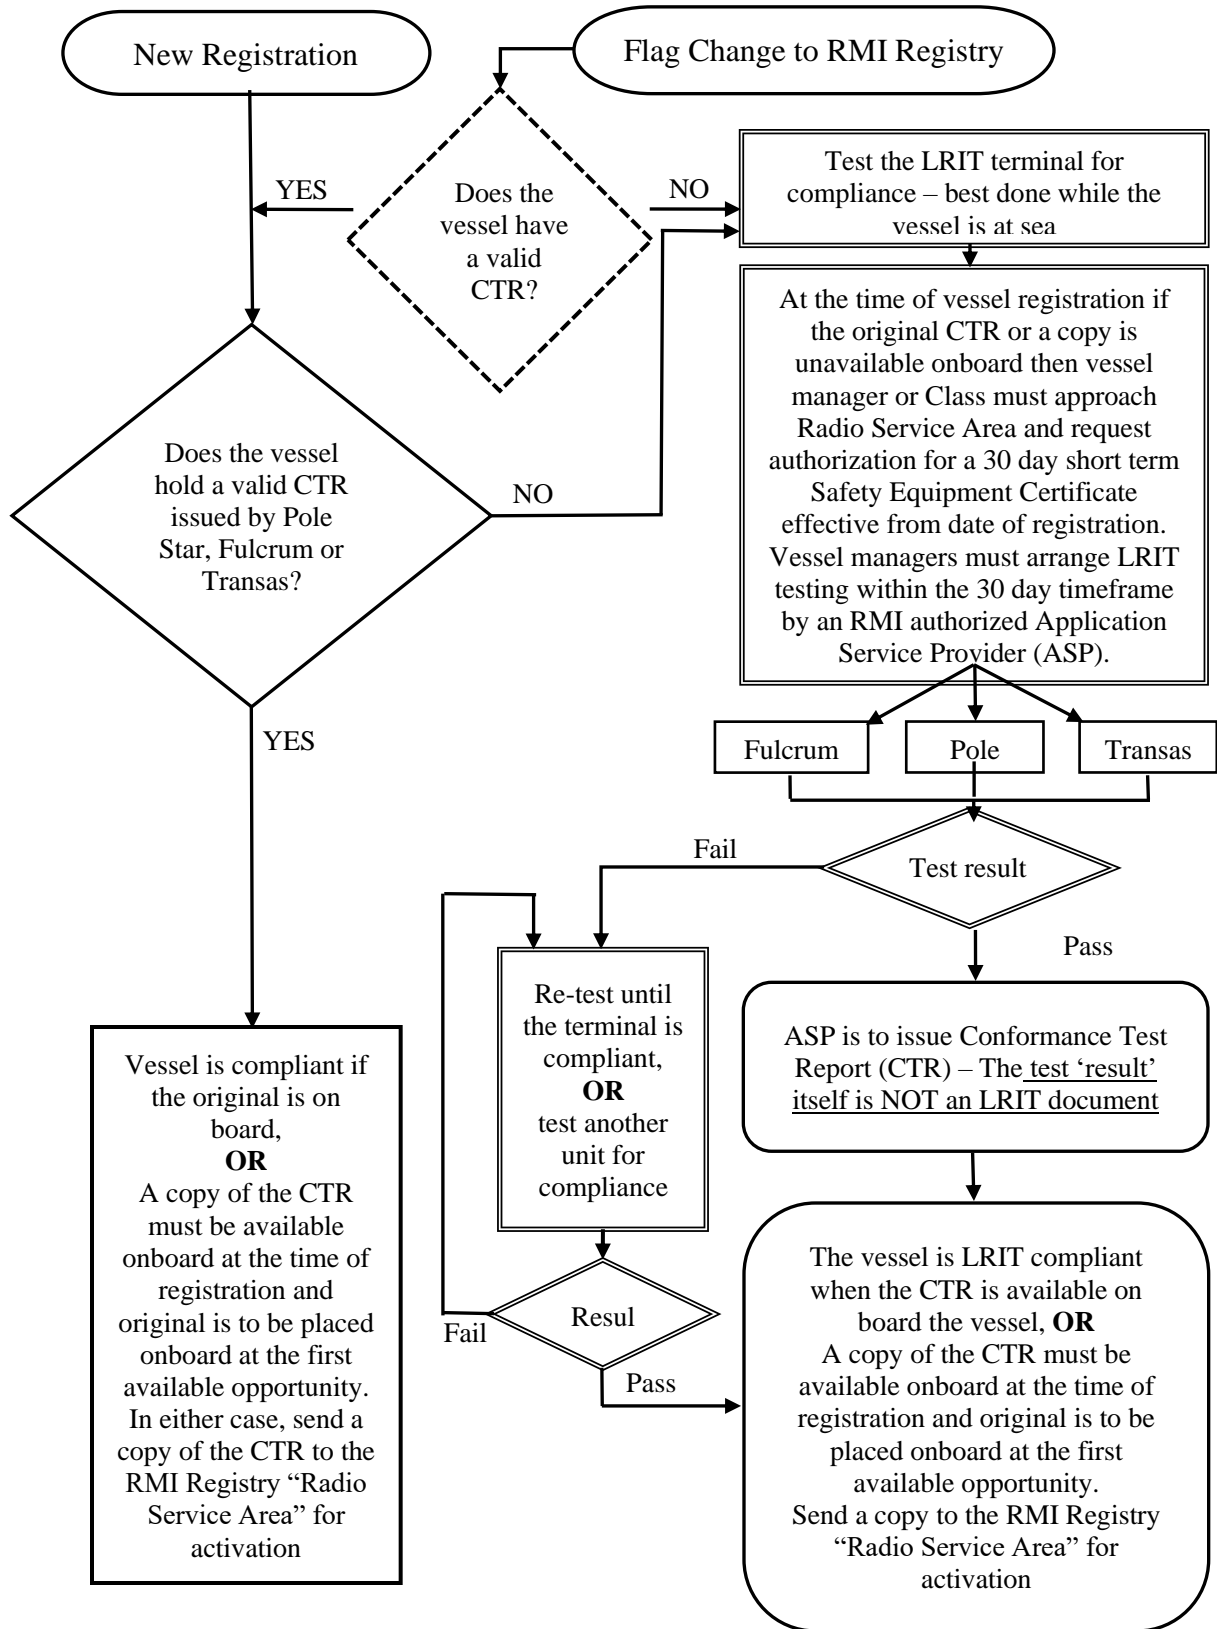 New Registration
Flag Change to RMI Registry
YES
Does the
vessel have
a valid
CTR?
NO
Test the LRIT terminal for
compliance – best done while the
vessel is at sea
At the time of vessel registration if
the original CTR or a copy is
unavailable onboard then vessel
manager or Class must approach
Radio Service Area and request
authorization for a 30 day short term
Safety Equipment Certificate
effective from date of registration.
Vessel managers must arrange LRIT
testing within the 30 day timeframe
by an RMI authorized Application
Service Provider (ASP).
Does the vessel
hold a valid CTR
issued by Pole
Star, Fulcrum or
Transas?
NO
YES
Fulcrum
Pole
Transas
Fail
Test result
Pass
Re-test until
the terminal is
compliant,
OR
test another
unit for
compliance
ASP is to issue Conformance Test
Report (CTR) – The test ‘result’
itself is NOT an LRIT document
Vessel is compliant if
the original is on
board,
OR
A copy of the CTR
must be available
onboard at the time of
registration and
original is to be placed
onboard at the first
available opportunity.
In either case, send a
copy of the CTR to the
RMI Registry “Radio
Service Area” for
activation
Resul
Fail
Pass
The vessel is LRIT compliant
when the CTR is available on
board the vessel, OR
A copy of the CTR must be
available onboard at the time of
registration and original is to be
placed onboard at the first
available opportunity.
Send a copy to the RMI Registry
“Radio Service Area” for
activation